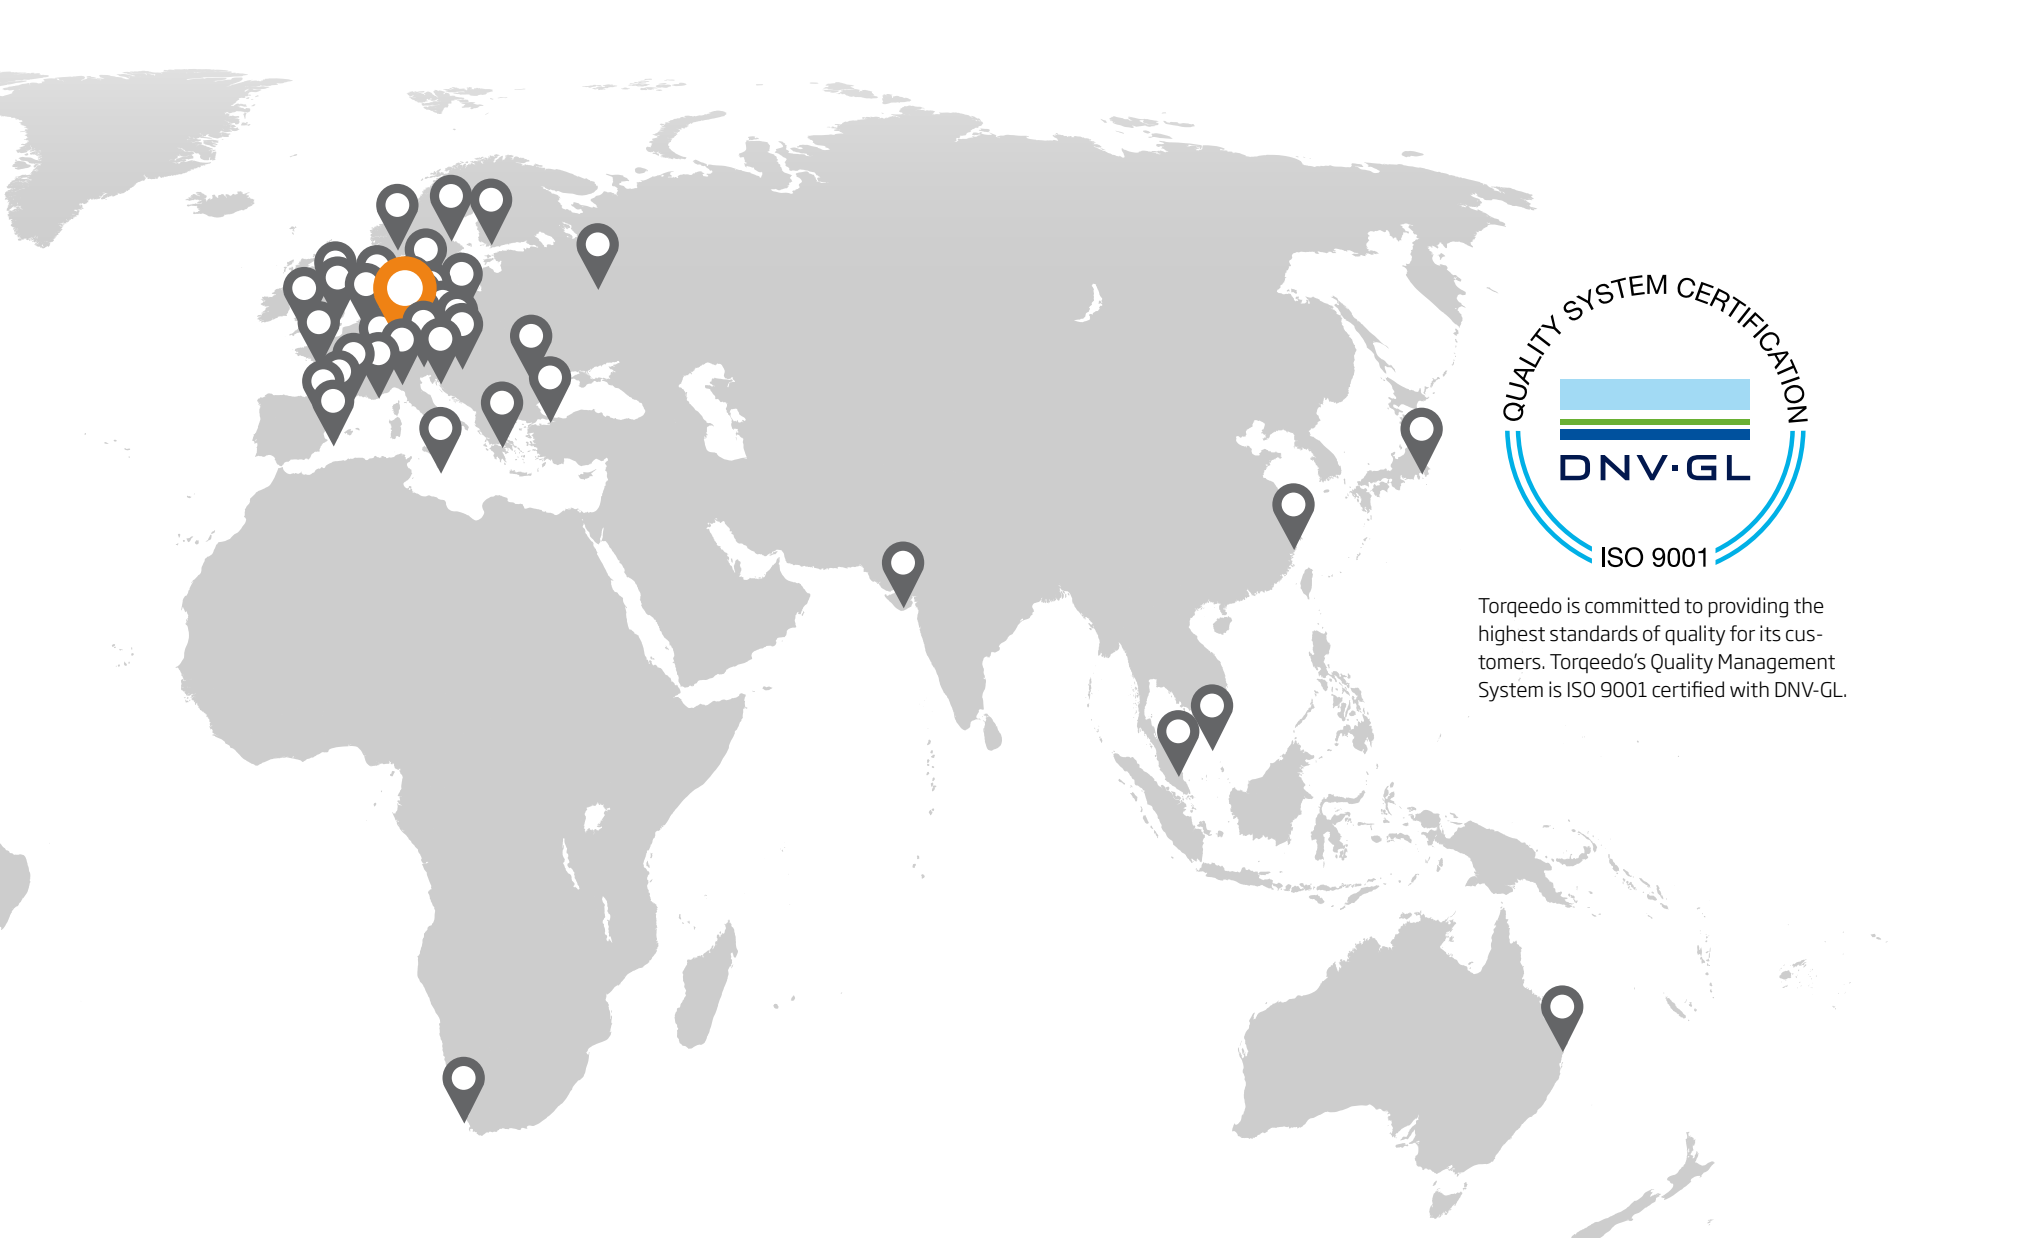 QUALITY SYSTEM CERTIFICATION
DNV·GL
ISO 9001
Torqeedo is committed to providing the
highest standards of quality for its cus-
tomers. Torqeedo’s Quality Management
System is ISO 9001 certified with DNV-GL.